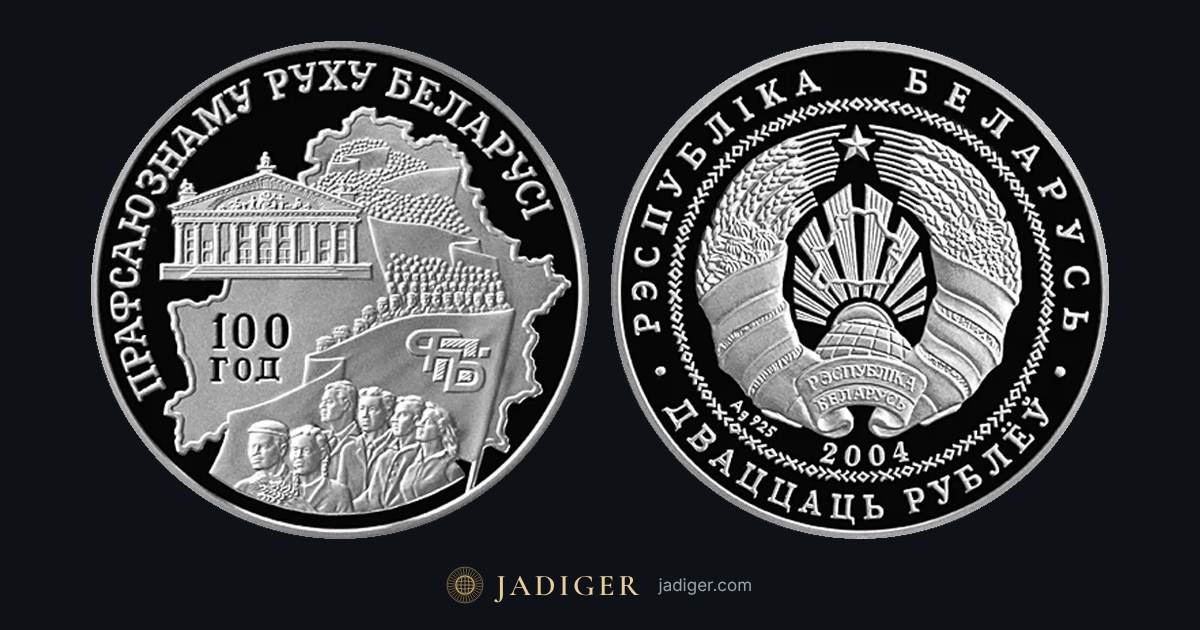 ПРАФСАЮЗНАМУ РУХУ БЕЛАРУСІ
100
ГОД
ФПБ
РЭСПУБЛІКА БЕЛАРУСЬ
РЭСПУБЛІКА
БЕЛАРУСЬ
Ag 925
2004
• ДВАЦЦАЦЬ РУБЛЁЎ •
JADIGER jadiger.com